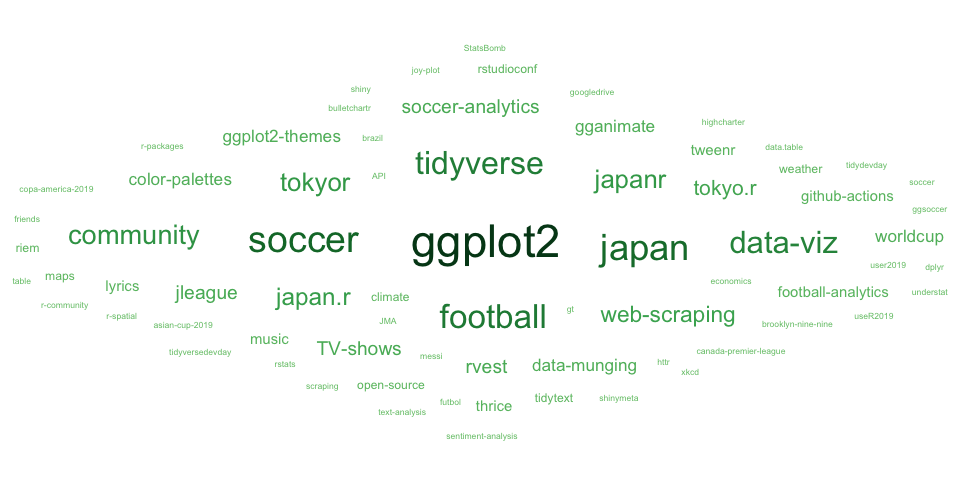 StatsBomb
joy-plot
rstudioconf
shiny
googledrive
bulletchartr
soccer-analytics
ggplot2-themes
brazil
gganimate
highcharter
r-packages
tweenr
data.table
tidyverse
weather
tidydevday
copa-america-2019
color-palettes
tokyor
API
japanr
tokyo.r
github-actions
soccer
ggsoccer
friends
community
soccer
ggplot2
japan
data-viz
worldcup
riem
maps
user2019
dplyr
table
lyrics
jleague
japan.r
climate
economics
football-analytics
understat
r-community
r-spatial
asian-cup-2019
JMA
football
gt
web-scraping
brooklyn-nine-nine
useR2019
tidyversedevday
music
TV-shows
messi
canada-premier-league
rstats
rvest
data-munging
httr
xkcd
scraping
open-source
futbol
thrice
tidytext
shinymeta
text-analysis
sentiment-analysis